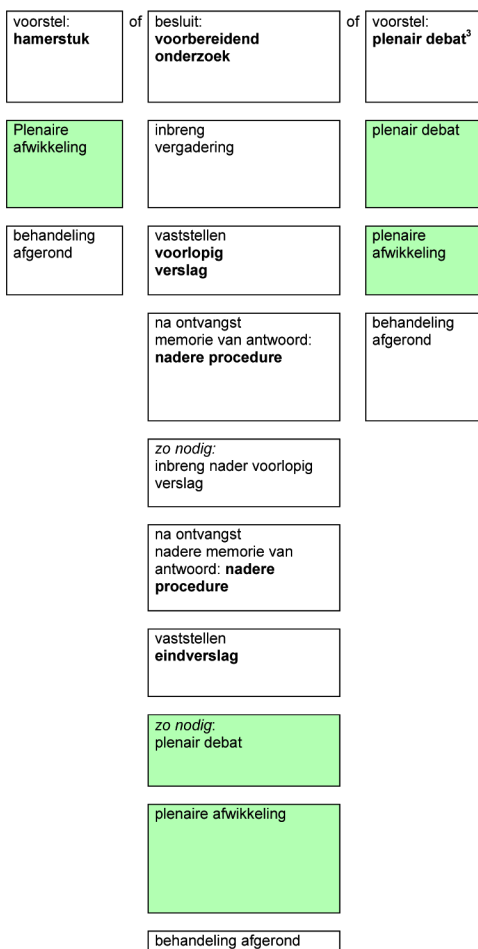 voorstel:
hamerstuk
of
besluit:
voorbereidend
onderzoek
of
voorstel:
plenair debat³
Plenaire
afwikkeling
inbreng
vergadering
plenair debat
behandeling
afgerond
vaststellen
voorlopig
verslag
plenaire
afwikkeling
na ontvangst
memorie van antwoord:
nadere procedure
behandeling
afgerond
zo nodig:
inbreng nader voorlopig
verslag
na ontvangst
nadere memorie van
antwoord: nadere
procedure
vaststellen
eindverslag
zo nodig:
plenair debat
plenaire afwikkeling
behandeling afgerond